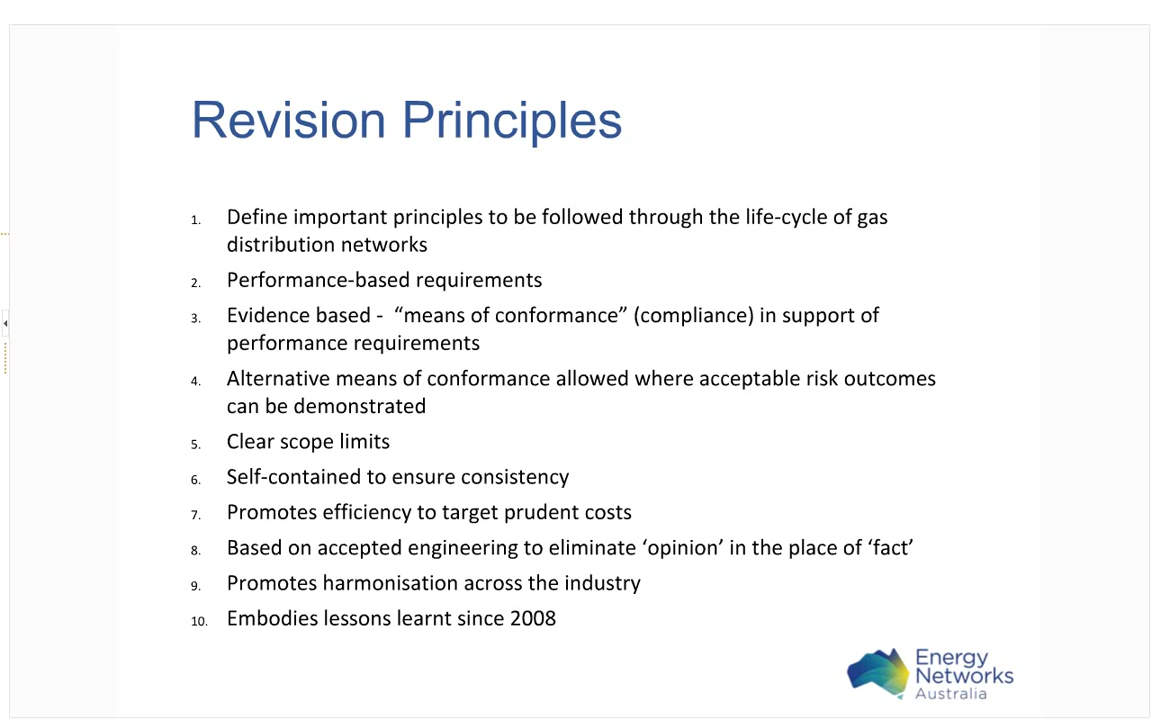 Revision Principles
1. Define important principles to be followed through the life-cycle of gas
distribution networks
2. Performance-based requirements
3. Evidence based -  “means of conformance” (compliance) in support of
performance requirements
4. Alternative means of conformance allowed where acceptable risk outcomes
can be demonstrated
5. Clear scope limits
6. Self-contained to ensure consistency
7. Promotes efficiency to target prudent costs
8. Based on accepted engineering to eliminate ‘opinion’ in the place of ‘fact’
9. Promotes harmonisation across the industry
10. Embodies lessons learnt since 2008
Energy
Networks
Australia